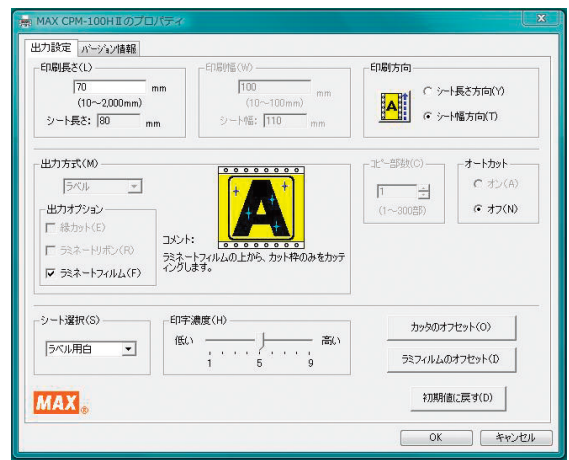 MAX CPM-100HⅡのプロパティ
出力設定
バージョン情報
印刷長さ(L)
70 mm
(10～2,000mm)
シート長さ: 80 mm
印刷幅(W)
100 mm
(10～100mm)
シート幅: 110 mm
印刷方向
A
シート長さ方向(Y)
シート幅方向(T)
出力方式(M)
ラベル
出力オプション
縁カット(E)
ラミネートリボン(R)
ラミネートフィルム(F)
A
コメント:
ラミネートフィルムの上から、カット枠のみをカッティ
ングします。
コピー部数(C)
1
(1～300部)
オートカット
オン(A)
オフ(N)
シート選択(S)
ラベル用白
印字濃度(H)
低い 高い
1 5 9
カッタのオフセット(O)
ラミフィルムのオフセット(I)
初期値に戻す(D)
MAX®
OK
キャンセル